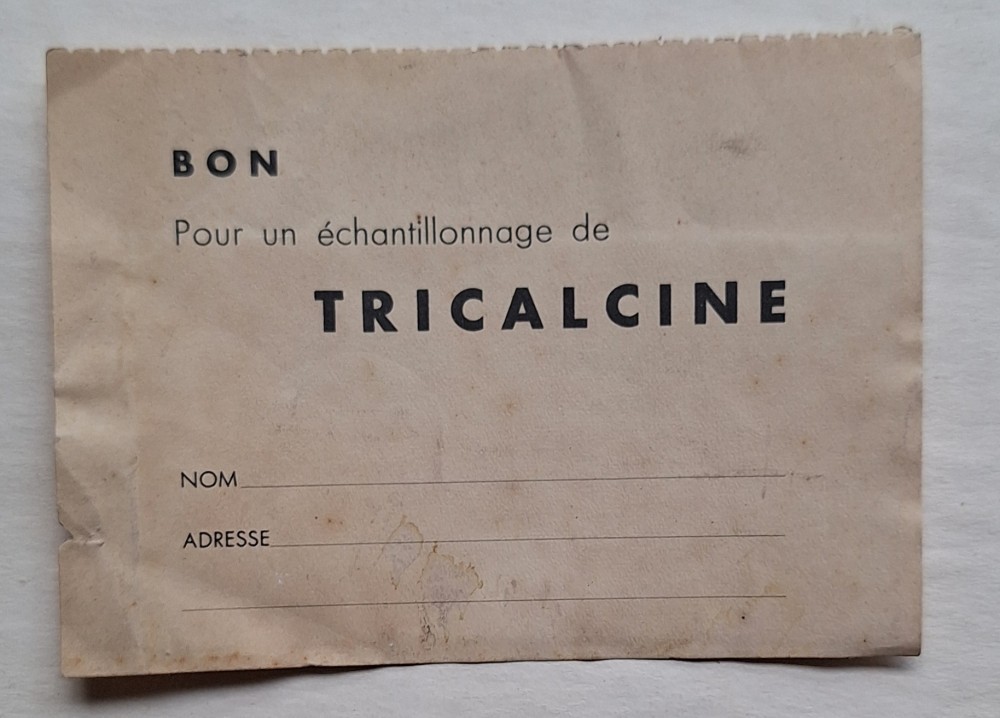 BON
Pour un échantillonnage de
TRICALCINE
NOM
ADRESSE